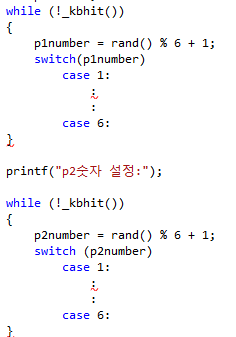 while (!_kbhit())
{
p1number = rand() % 6 + 1;
switch(p1number)
case 1:
:
:
case 6:
}
printf("p2숫자 설정:");
while (!_kbhit())
{
p2number = rand() % 6 + 1;
switch (p2number)
case 1:
:
:
case 6:
}